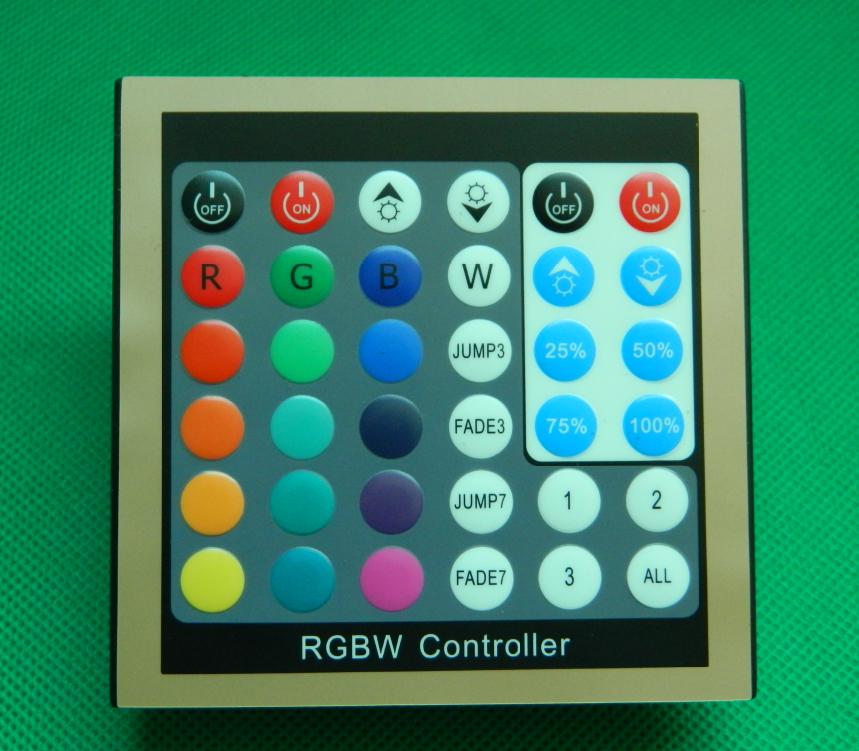 OFF ON OFF ON
R G B W
JUMP3 25% 50%
FADE3 75% 100%
JUMP7 1 2
FADE7 3 ALL
RGBW Controller